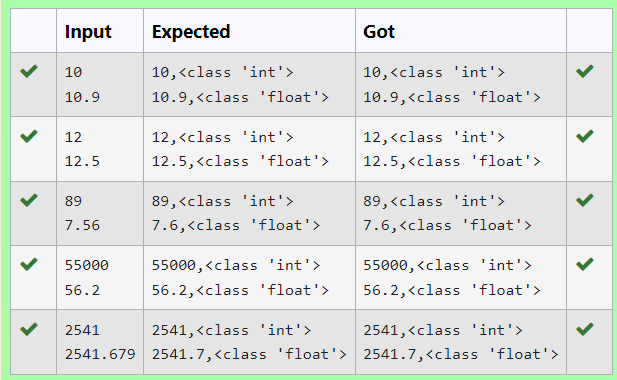 Input Expected Got
10 10,<class 'int'> 10,<class 'int'>
10.9 10.9,<class 'float'> 10.9,<class 'float'>
12 12,<class 'int'> 12,<class 'int'>
12.5 12.5,<class 'float'> 12.5,<class 'float'>
89 89,<class 'int'> 89,<class 'int'>
7.56 7.6,<class 'float'> 7.6,<class 'float'>
55000 55000,<class 'int'> 55000,<class 'int'>
56.2 56.2,<class 'float'> 56.2,<class 'float'>
2541 2541,<class 'int'> 2541,<class 'int'>
2541.679 2541.7,<class 'float'> 2541.7,<class 'float'>